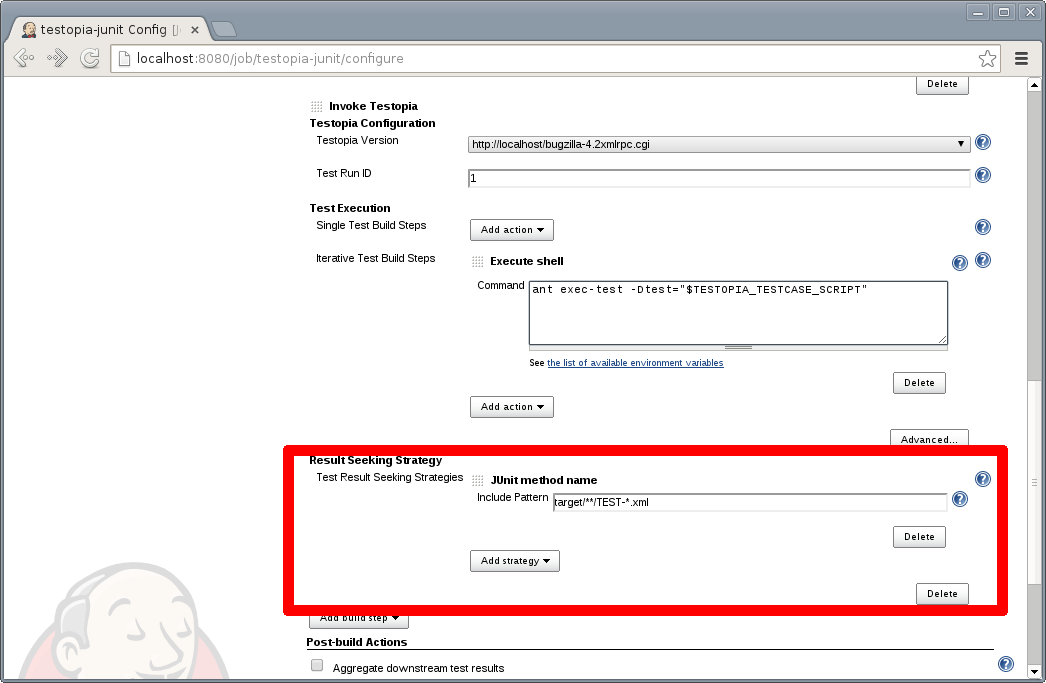 testopia-junit Config [J
localhost:8080/job/testopia-junit/configure
Delete
Invoke Testopia
Testopia Configuration
Testopia Version http://localhost/bugzilla-4.2xmlrpc.cgi
Test Run ID 1
Test Execution
Single Test Build Steps Add action
Iterative Test Build Steps Execute shell
Command ant exec-test -Dtest="$TESTOPIA_TESTCASE_SCRIPT"
See the list of available environment variables
Delete
Add action
Advanced...
Result Seeking Strategy
Test Result Seeking Strategies JUnit method name
Include Pattern target/**/TEST-*.xml
Delete
Add strategy
Delete
Add build step
Post-build Actions
Aggregate downstream test results